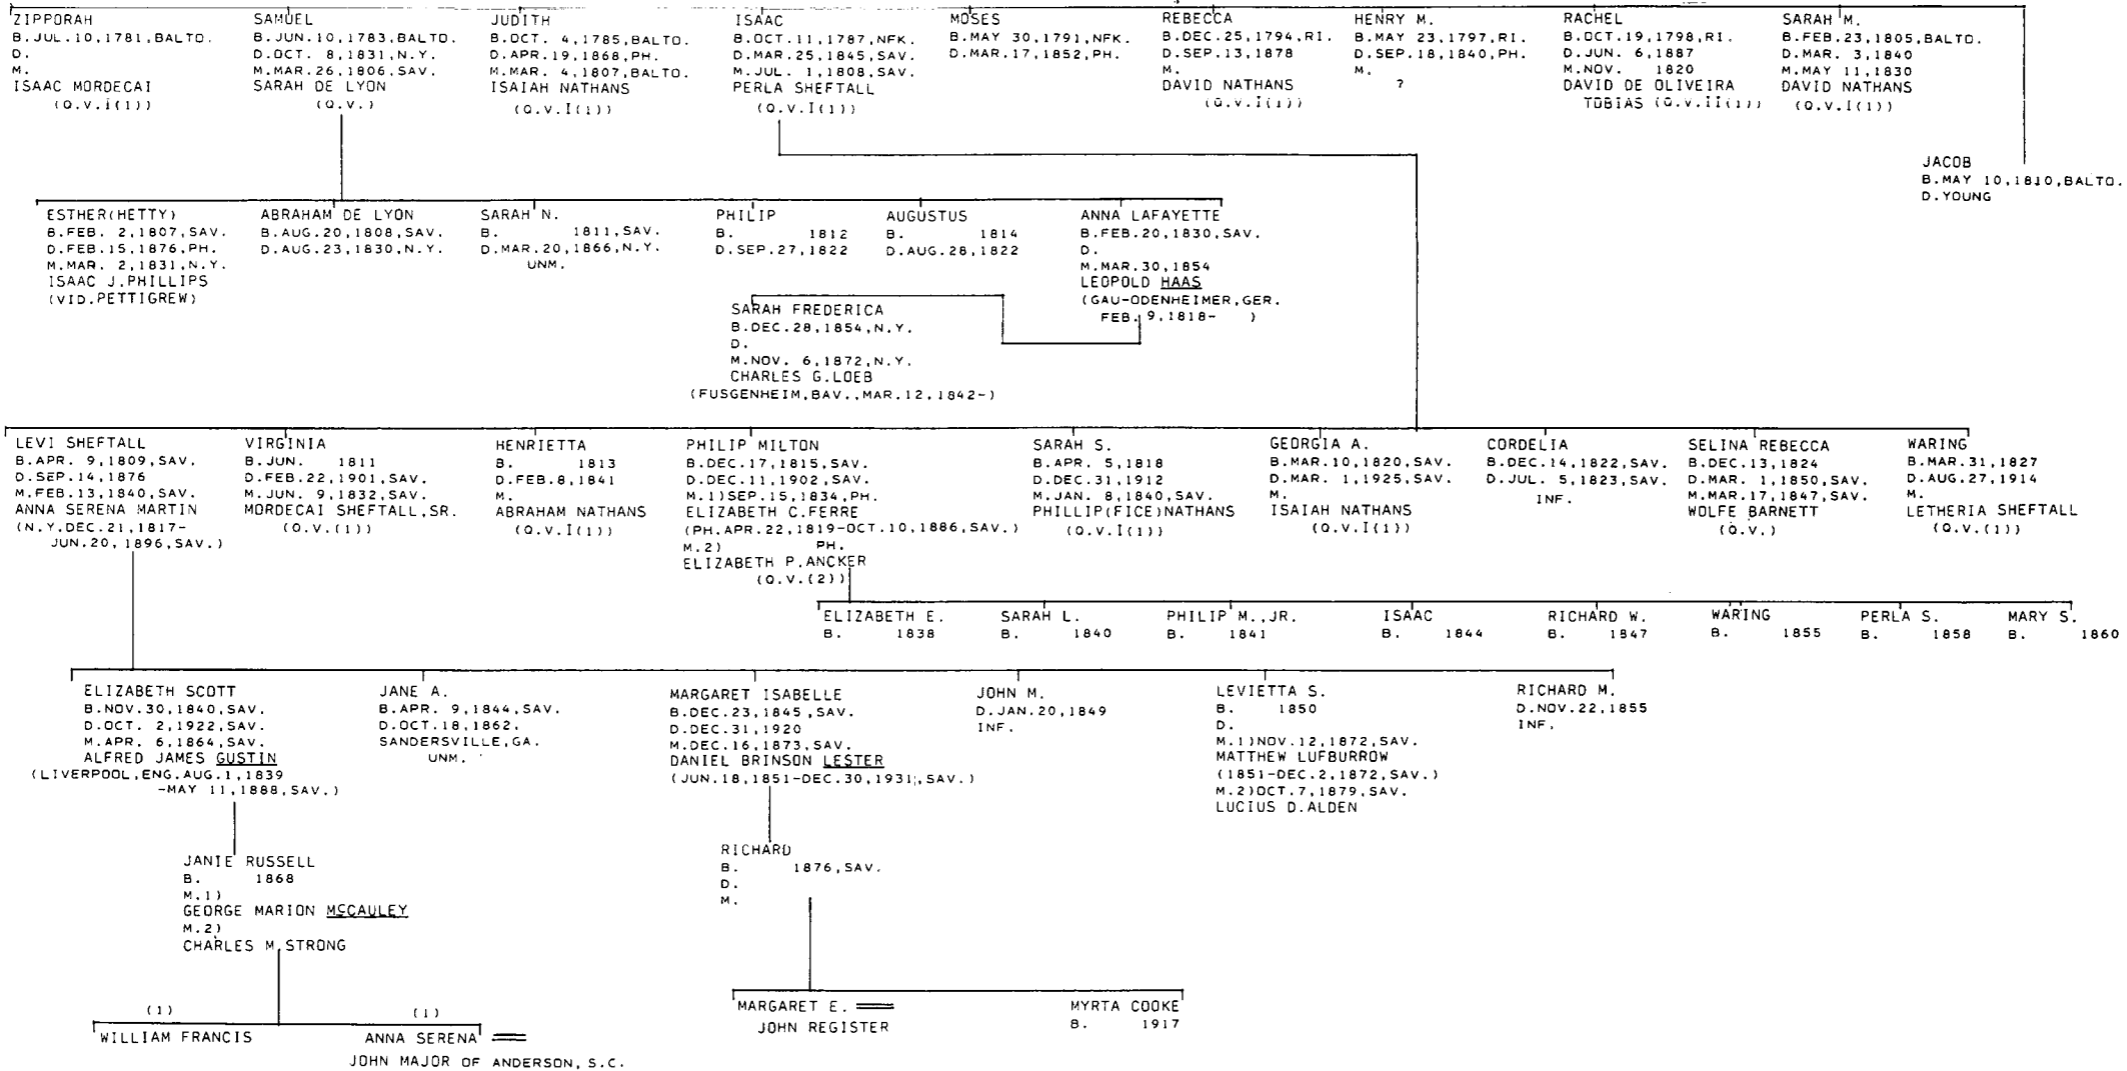 ZIPPORAH
B.JUL.10,1781,BALTO.
D.
M.
ISAAC MORDECAI
(Q.V.I(1))
SAMUEL
B.JUN.10,1783,BALTO.
D.OCT. 8,1831,N.Y.
M.MAR.26,1806,SAV.
SARAH DE LYON
(Q.V.)
JUDITH
B.OCT. 4,1785,BALTO.
D.APR.19,1868,PH.
M.MAR. 4,1807,BALTO.
ISAIAH NATHANS
(Q.V.I(1))
ISAAC
B.OCT.11,1787,NFK.
D.MAR.25,1845,SAV.
M.JUL. 1,1808,SAV.
PERLA SHEFTALL
(Q.V.I(1))
MOSES
B.MAY 30,1791,NFK.
D.MAR.17,1852,PH.
REBECCA
B.DEC.25,1794,RI.
D.SEP.13,1878
M.
DAVID NATHANS
(Q.V.I(1))
HENRY M.
B.MAY 23,1797,RI.
D.SEP.18,1840,PH.
M.
?
RACHEL
B.OCT.19,1798,RI.
D.JUN. 6,1887
M.NOV. 1820
DAVID DE OLIVEIRA
TOBIAS (Q.V.II(1))
SARAH M.
B.FEB.23,1805,BALTO.
D.MAR. 3,1840
M.MAY 11,1830
DAVID NATHANS
(Q.V.I(1))
JACOB
B.MAY 10,1810,BALTO.
D.YOUNG
ESTHER(HETTY)
B.FEB. 2,1807,SAV.
D.FEB.15,1876,PH.
M.MAR. 2,1831,N.Y.
ISAAC J.PHILLIPS
(VID.PETTIGREW)
ABRAHAM DE LYON
B.AUG.20,1808,SAV.
D.AUG.23,1830,N.Y.
SARAH N.
B. 1811,SAV.
D.MAR.20,1866,N.Y.
UNM.
PHILIP
B. 1812
D.SEP.27,1822
AUGUSTUS
B. 1814
D.AUG.28,1822
ANNA LAFAYETTE
B.FEB.20,1830,SAV.
D.
M.MAR.30,1854
LEOPOLD HAAS
(GAU-ODENHEIMER,GER.
FEB. 9,1818- )
SARAH FREDERICA
B.DEC.28,1854,N.Y.
D.
M.NOV. 6,1872,N.Y.
CHARLES G.LOEB
(FUSGENHEIM,BAV.,MAR.12,1842-)
LEVI SHEFTALL
B.APR. 9,1809,SAV.
D.SEP.14,1876
M.FEB.13,1840,SAV.
ANNA SERENA MARTIN
(N.Y,DEC.21,1817-
JUN.20,1896,SAV.)
VIRGINIA
B.JUN. 1811
D.FEB.22,1901,SAV.
M.JUN. 9,1832,SAV.
MORDECAI SHEFTALL,SR.
(Q.V.(1))
HENRIETTA
B. 1813
D.FEB.8,1841
M.
ABRAHAM NATHANS
(Q.V.I(1))
PHILIP MILTON
B.DEC.17,1815,SAV.
D.DEC.11,1902,SAV.
M.1)SEP.15,1834,PH.
ELIZABETH C.FERRE
(PH.APR.22,1819-OCT.10,1886,SAV.)
M.2) PH.
ELIZABETH P.ANCKER
(Q.V.(2))
SARAH S.
B.APR. 5,1818
D.DEC.31,1912
M.JAN. 8,1840,SAV.
PHILLIP(FICE)NATHANS
(Q.V.I(1))
GEORGIA A.
B.MAR.10,1820,SAV.
D.MAR. 1,1925,SAV.
M.
ISAIAH NATHANS
(Q.V.I(1))
CORDELIA
B.DEC.14,1822,SAV.
D.JUL. 5,1823,SAV.
INF.
SELINA REBECCA
B.DEC.13,1824
D.MAR. 1,1850,SAV.
M.MAR.17,1847,SAV.
WOLFE BARNETT
(Q.V.)
WARING
B.MAR.31,1827
D.AUG.27,1914
M.
LETHERIA SHEFTALL
(Q.V.(1))
ELIZABETH E.
B. 1838
SARAH L.
B. 1840
PHILIP M.,JR.
B. 1841
ISAAC
B. 1844
RICHARD W.
B. 1847
WARING
B. 1855
PERLA S.
B. 1858
MARY S.
B. 1860
ELIZABETH SCOTT
B.NOV.30,1840,SAV.
D.OCT. 2,1922,SAV.
M.APR. 6,1864,SAV.
ALFRED JAMES GUSTIN
(LIVERPOOL,ENG.AUG.1,1839
-MAY 11,1888,SAV.)
JANE A.
B.APR. 9,1844,SAV.
D.OCT.18,1862.
SANDERSVILLE,GA.
UNM.
MARGARET ISABELLE
B.DEC.23,1845,SAV.
D.DEC.31,1920
M.DEC.16,1873,SAV.
DANIEL BRINSON LESTER
(JUN.18,1851-DEC.30,1931,SAV.)
JOHN M.
D.JAN.20,1849
INF.
LEVIETTA S.
B. 1850
D.
M.1)NOV.12,1872,SAV.
MATTHEW LUFBURROW
(1851-DEC.2,1872,SAV.)
M.2)OCT.7,1879,SAV.
LUCIUS D.ALDEN
RICHARD M.
D.NOV.22,1855
INF.
JANIE RUSSELL
B. 1868
M.1)
GEORGE MARION MCCAULEY
M.2)
CHARLES M.STRONG
RICHARD
B. 1876,SAV.
D.
M.
(1)
WILLIAM FRANCIS
(1)
ANNA SERENA
JOHN MAJOR OF ANDERSON, S.C.
MARGARET E.
JOHN REGISTER
MYRTA COOKE
B. 1917